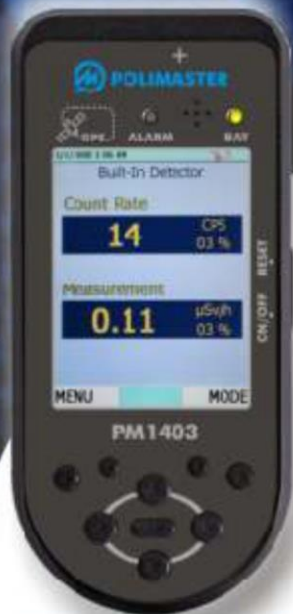 POLIMASTER
GPS. ALARM BAT
Built-In Detector
Count Rate
14 CPS
03 %
Measurement
0.11 µSv/h
03 %
ON/OFF RESET
MENU MODE
PM1403